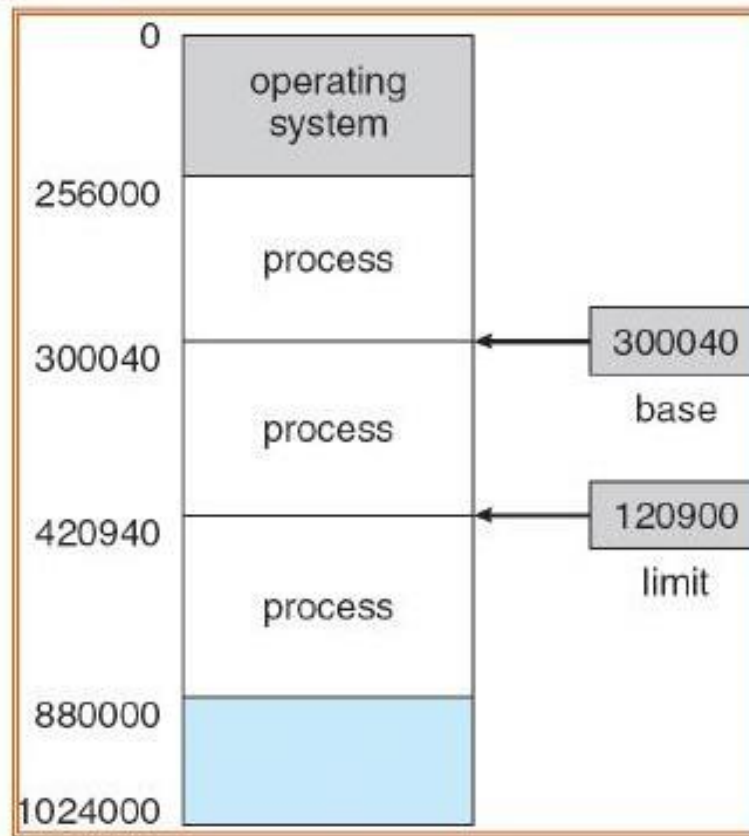 0
operating
system
256000
process
300040
300040
base
process
420940
120900
limit
process
880000
1024000